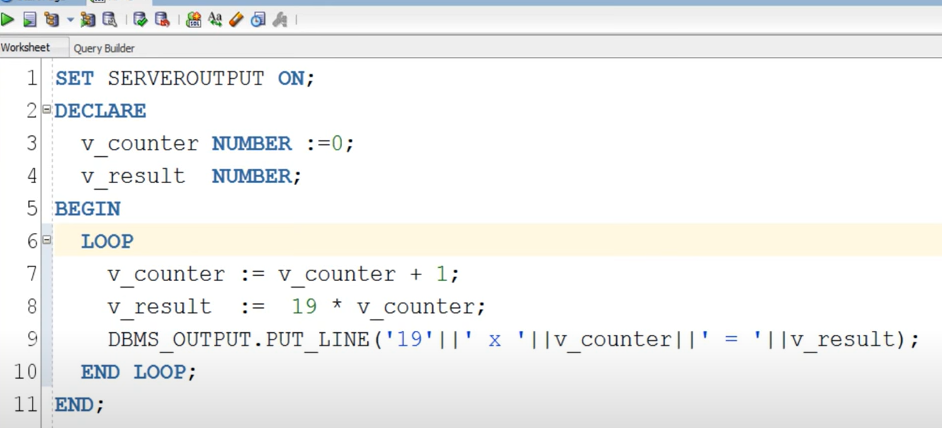 Worksheet Query Builder
1 SET SERVEROUTPUT ON;
2 DECLARE
3 v_counter NUMBER :=0;
4 v_result  NUMBER;
5 BEGIN
6 LOOP
7 v_counter := v_counter + 1;
8 v_result  :=  19 * v_counter;
9 DBMS_OUTPUT.PUT_LINE('19'||' x '||v_counter||' = '||v_result);
10 END LOOP;
11 END;